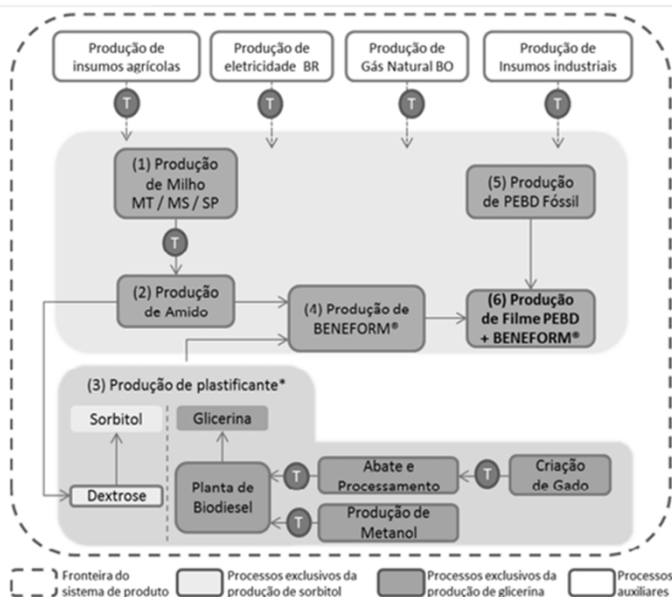 Produção de
insumos agrícolas
Produção de
eletricidade BR
Produção de
Gás Natural BO
Produção de
Insumos industriais
T
T
T
T
(1) Produção
de Milho
MT / MS / SP
(5) Produção
de PEBD Fóssil
T
(2) Produção
de Amido
(4) Produção de
BENEFORM®
(6) Produção
de Filme PEBD
+ BENEFORM®
(3) Produção de plastificante*
Sorbitol
Glicerina
Dextrose
Planta de
Biodiesel
T
Abate e
Processamento
T
Criação
de Gado
T
Produção de
Metanol
Fronteira do
sistema de produto
Processos exclusivos da
produção de sorbitol
Processos exclusivos da
produção de glicerina
Processos
auxiliares